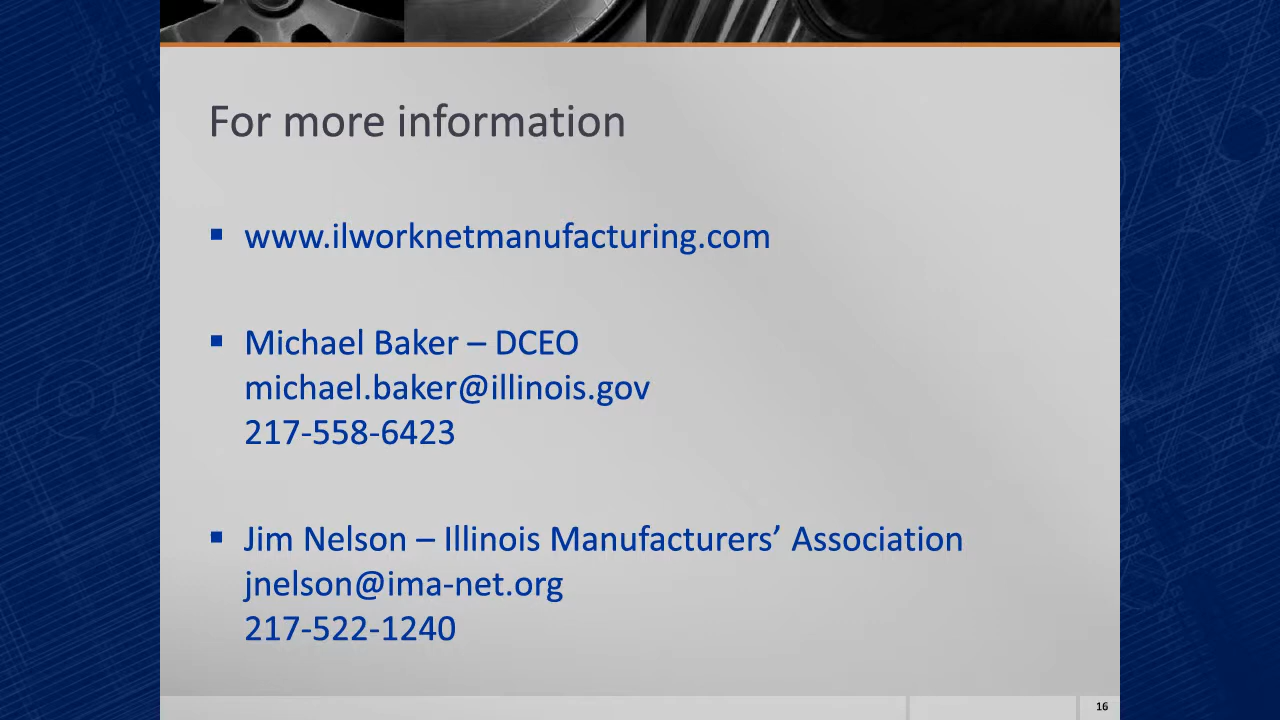 For more information
▪ www.ilworknetmanufacturing.com
▪ Michael Baker – DCEO
michael.baker@illinois.gov
217-558-6423
▪ Jim Nelson – Illinois Manufacturers’ Association
jnelson@ima-net.org
217-522-1240
16